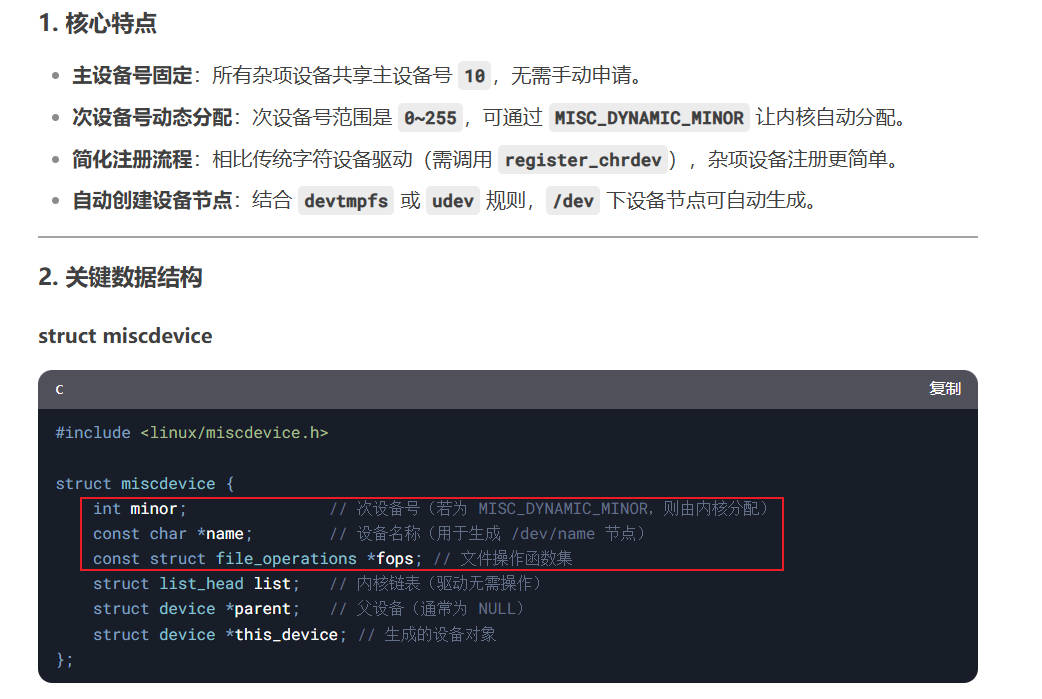 1. 核心特点
主设备号固定：所有杂项设备共享主设备号 10，无需手动申请。
次设备号动态分配：次设备号范围是 0~255，可通过 MISC_DYNAMIC_MINOR 让内核自动分配。
简化注册流程：相比传统字符设备驱动（需调用 register_chrdev），杂项设备注册更简单。
自动创建设备节点：结合 devtmpfs 或 udev 规则，/dev 下设备节点可自动生成。
2. 关键数据结构
struct miscdevice
c 复制
#include <linux/miscdevice.h>
struct miscdevice {
int minor; // 次设备号（若为 MISC_DYNAMIC_MINOR，则由内核分配）
const char *name; // 设备名称（用于生成 /dev/name 节点）
const struct file_operations *fops; // 文件操作函数集
struct list_head list; // 内核链表（驱动无需操作）
struct device *parent; // 父设备（通常为 NULL）
struct device *this_device; // 生成的设备对象
};